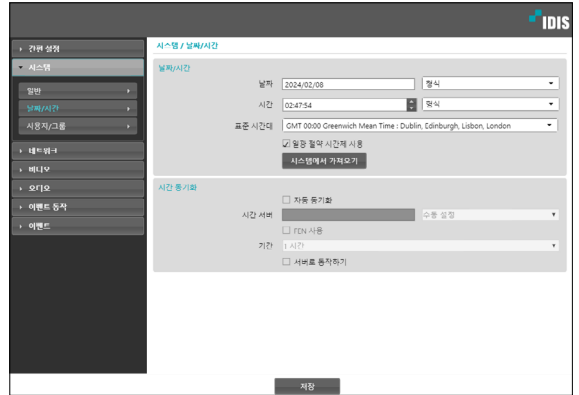 IDIS
간편 설정
시스템
일반
날짜/시간
사용자/그룹
네트워크
비디오
오디오
이벤트 동작
이벤트
시스템 / 날짜/시간
날짜/시간
날짜 2024/02/08 형식
시간 02:47:54 형식
표준 시간대 GMT 00:00 Greenwich Mean Time : Dublin, Edinburgh, Lisbon, London
일광 절약 시간제 사용
시스템에서 가져오기
시간 동기화
자동 동기화
시간 서버 수동 설정
FEN 사용
기간 1 시간
서버로 동작하기
저장